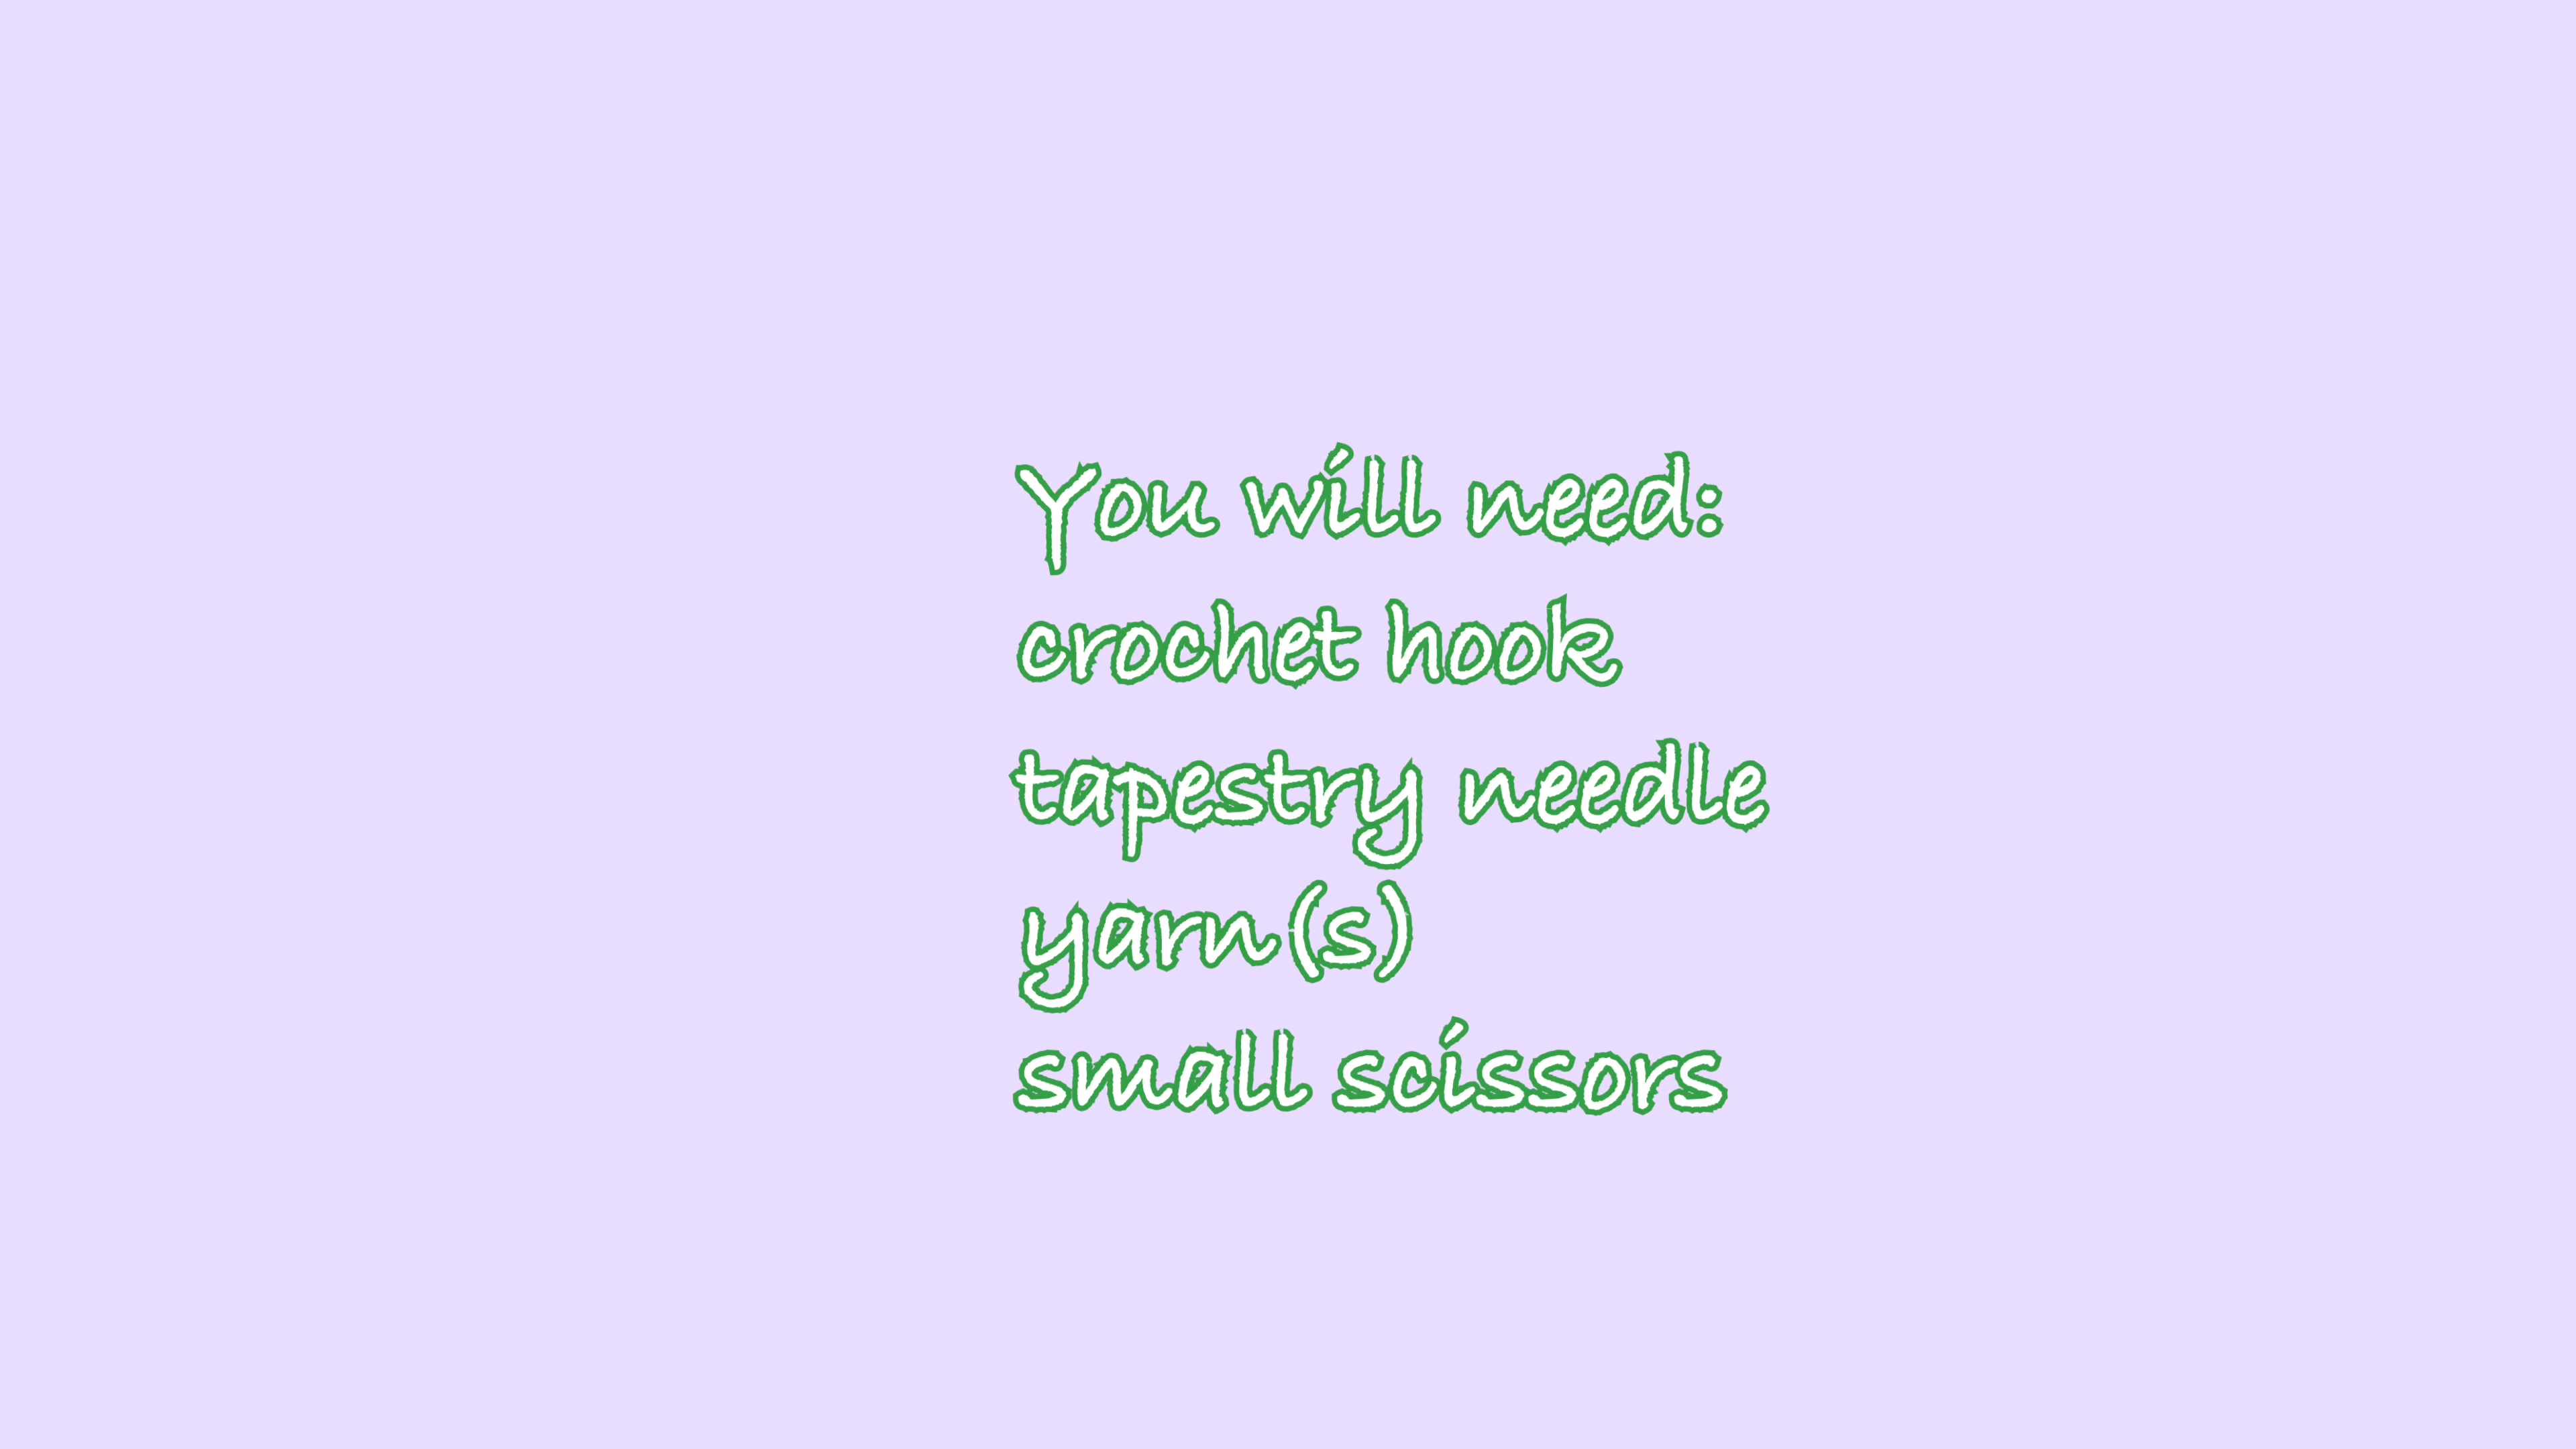 You will need:
crochet hook
tapestry needle
yarn(s)
small scissors